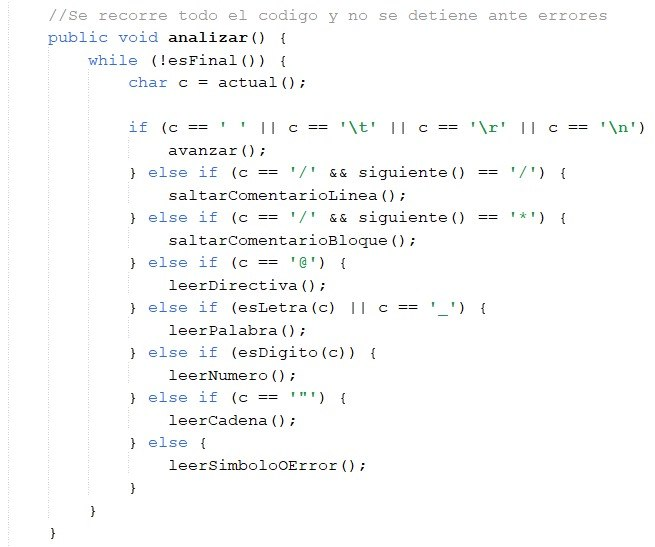 //Se recorre todo el codigo y no se detiene ante errores
public void analizar() {
while (!esFinal()) {
char c = actual();
if (c == ' ' || c == '\t' || c == '\r' || c == '\n')
avanzar();
} else if (c == '/' && siguiente() == '/') {
saltarComentarioLinea();
} else if (c == '/' && siguiente() == '*') {
saltarComentarioBloque();
} else if (c == '@') {
leerDirectiva();
} else if (esLetra(c) || c == '_') {
leerPalabra();
} else if (esDigito(c)) {
leerNumero();
} else if (c == '"') {
leerCadena();
} else {
leerSimboloOError();
}
}
}